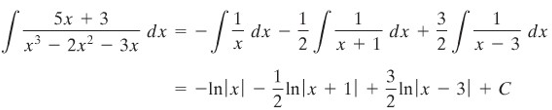 ∫ (5x + 3)/(x³ − 2x² − 3x) dx = −∫ 1/x dx − 1/2 ∫ 1/(x + 1) dx + 3/2 ∫ 1/(x − 3) dx
= −ln|x| − 1/2 ln|x + 1| + 3/2 ln|x − 3| + C